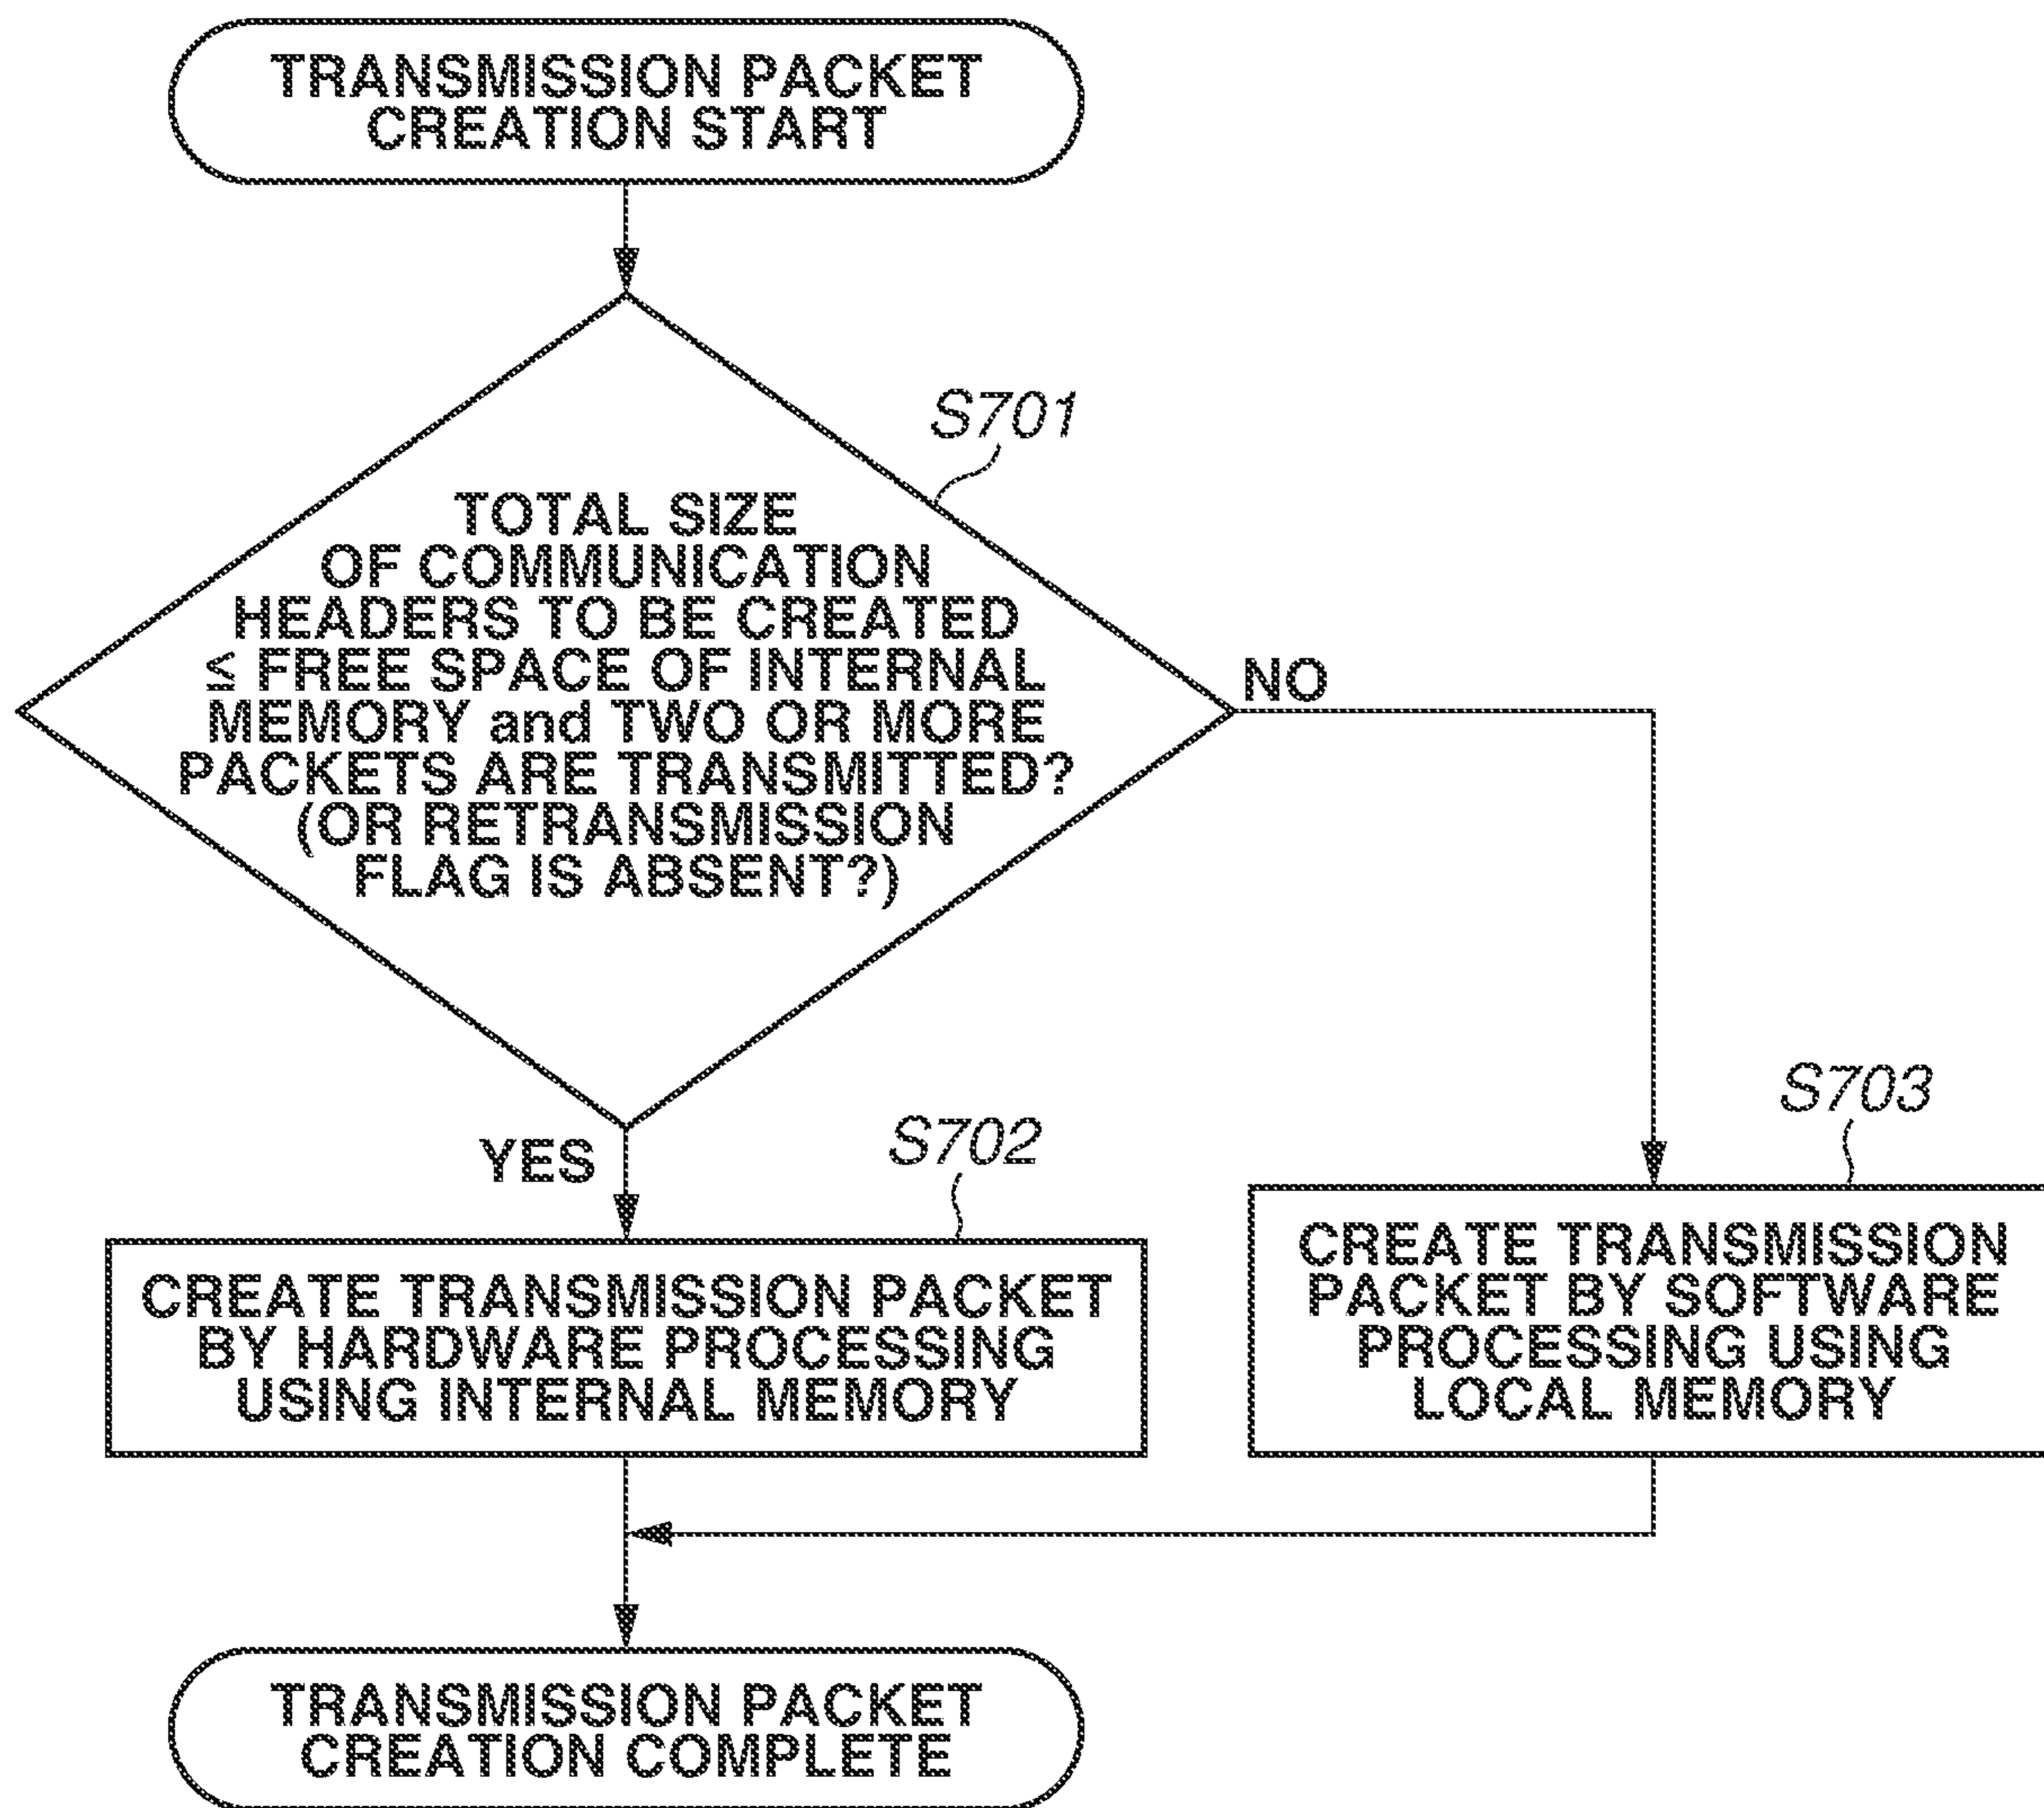 TRANSMISSION PACKET
CREATION START
S701
TOTAL SIZE
OF COMMUNICATION
HEADERS TO BE CREATED
≤ FREE SPACE OF INTERNAL
MEMORY and TWO OR MORE
PACKETS ARE TRANSMITTED?
(OR RETRANSMISSION
FLAG IS ABSENT?)
NO
YES
S702
CREATE TRANSMISSION PACKET
BY HARDWARE PROCESSING
USING INTERNAL MEMORY
S703
CREATE TRANSMISSION
PACKET BY SOFTWARE
PROCESSING USING
LOCAL MEMORY
TRANSMISSION PACKET
CREATION COMPLETE